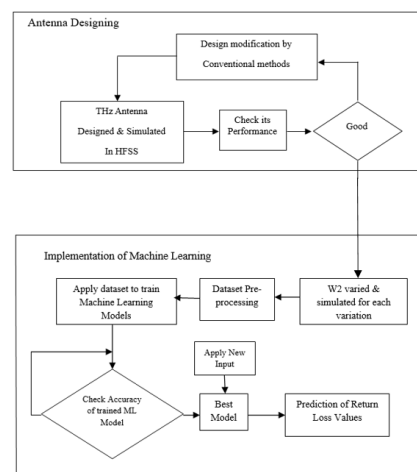 Antenna Designing
Design modification by
Conventional methods
THz Antenna
Designed & Simulated
In HFSS
Check its
Performance
Good
Implementation of Machine Learning
Apply dataset to train
Machine Learning
Models
Dataset Pre-
processing
W2 varied &
simulated for each
variation
Apply New
Input
Check Accuracy
of trained ML
Model
Best
Model
Prediction of Return
Loss Values